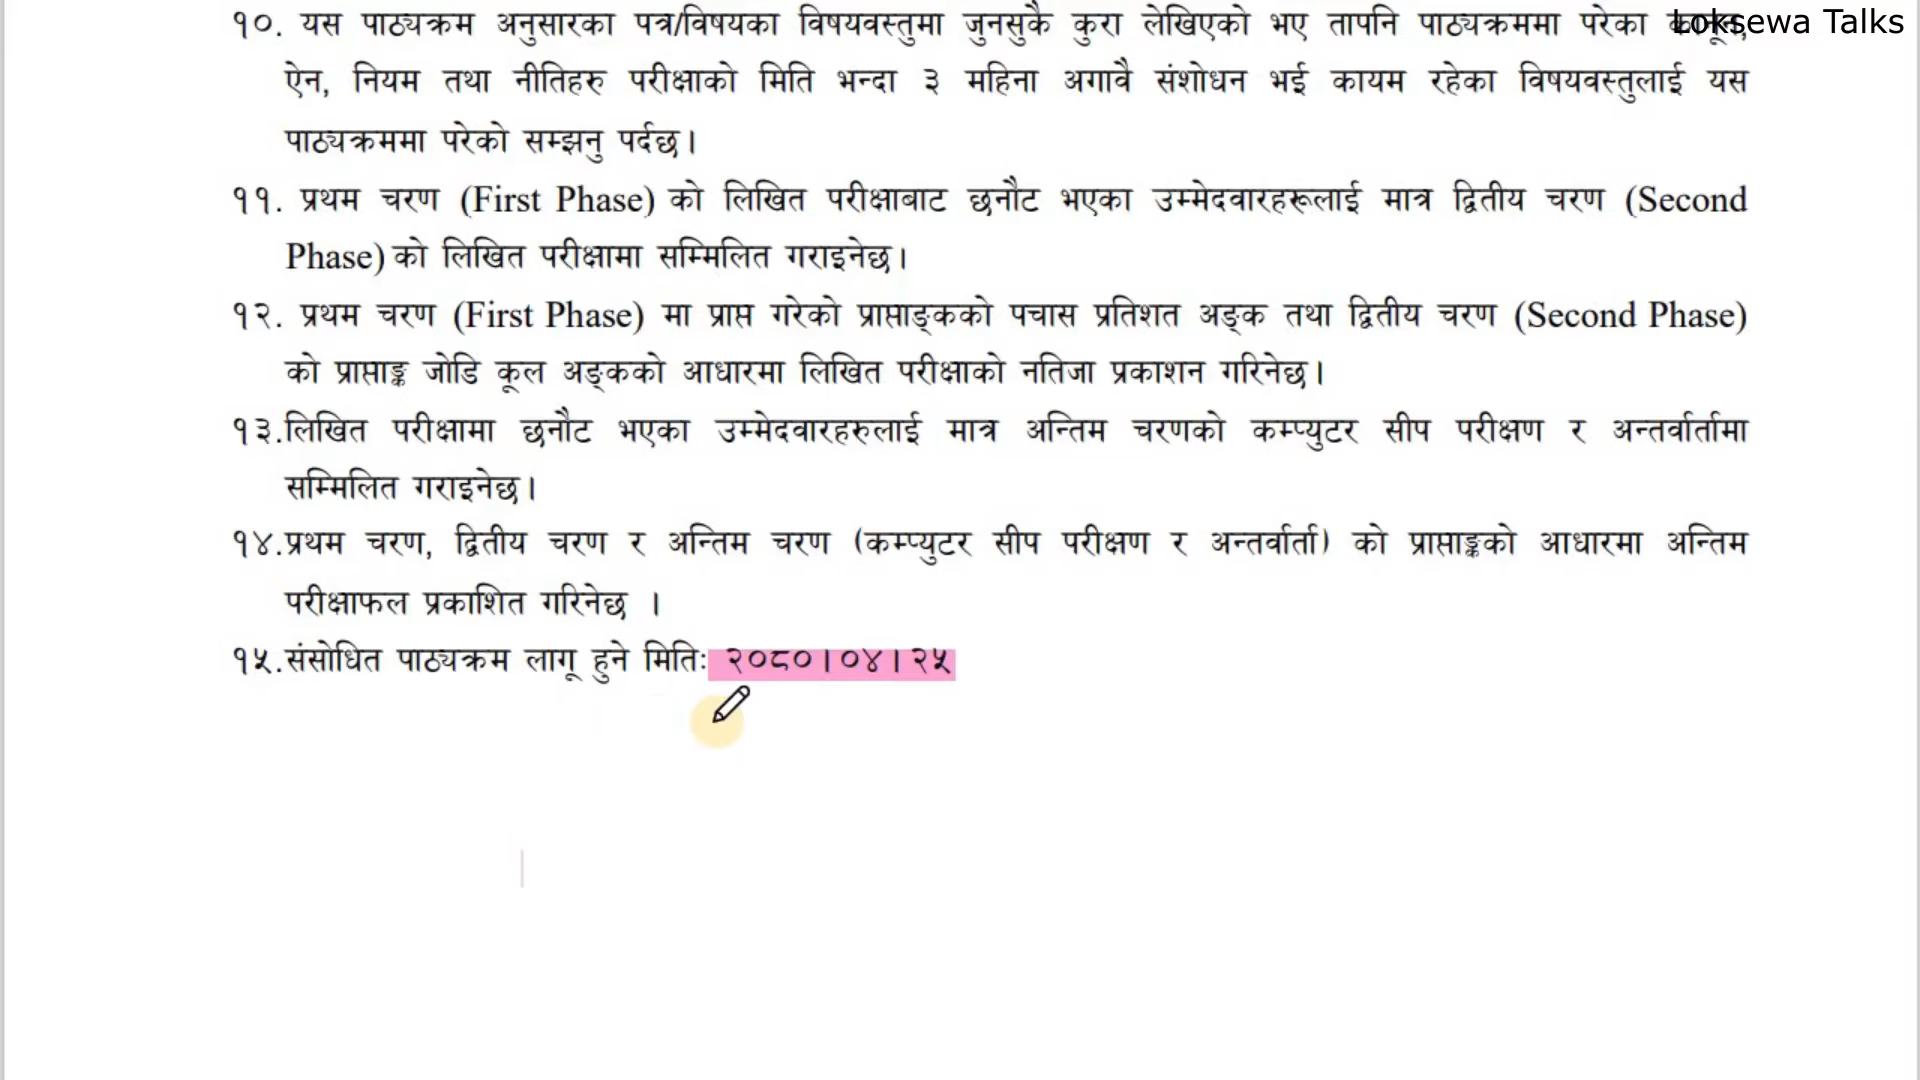 १०. यस पाठ्यक्रम अनुसारका पत्र/विषयका विषयवस्तुमा जुनसुकै कुरा लेखिएको भए तापनि पाठ्यक्रममा परेका कानून,
Loksewa Talks
ऐन, नियम तथा नीतिहरु परीक्षाको मिति भन्दा ३ महिना अगावै संशोधन भई कायम रहेका विषयवस्तुलाई यस
पाठ्यक्रममा परेको सम्झनु पर्दछ।
११. प्रथम चरण (First Phase) को लिखित परीक्षाबाट छनौट भएका उम्मेदवारहरूलाई मात्र द्वितीय चरण (Second
Phase) को लिखित परीक्षामा सम्मिलित गराइनेछ।
१२. प्रथम चरण (First Phase) मा प्राप्त गरेको प्राप्ताङ्कको पचास प्रतिशत अङ्क तथा द्वितीय चरण (Second Phase)
को प्राप्ताङ्क जोडि कूल अङ्कको आधारमा लिखित परीक्षाको नतिजा प्रकाशन गरिनेछ।
१३.लिखित परीक्षामा छनौट भएका उम्मेदवारहरुलाई मात्र अन्तिम चरणको कम्प्युटर सीप परीक्षण र अन्तर्वार्तामा
सम्मिलित गराइनेछ।
१४.प्रथम चरण, द्वितीय चरण र अन्तिम चरण (कम्प्युटर सीप परीक्षण र अन्तर्वार्ता) को प्राप्ताङ्कको आधारमा अन्तिम
परीक्षाफल प्रकाशित गरिनेछ ।
१५.संसोधित पाठ्यक्रम लागू हुने मितिः २०८०।०४।२५